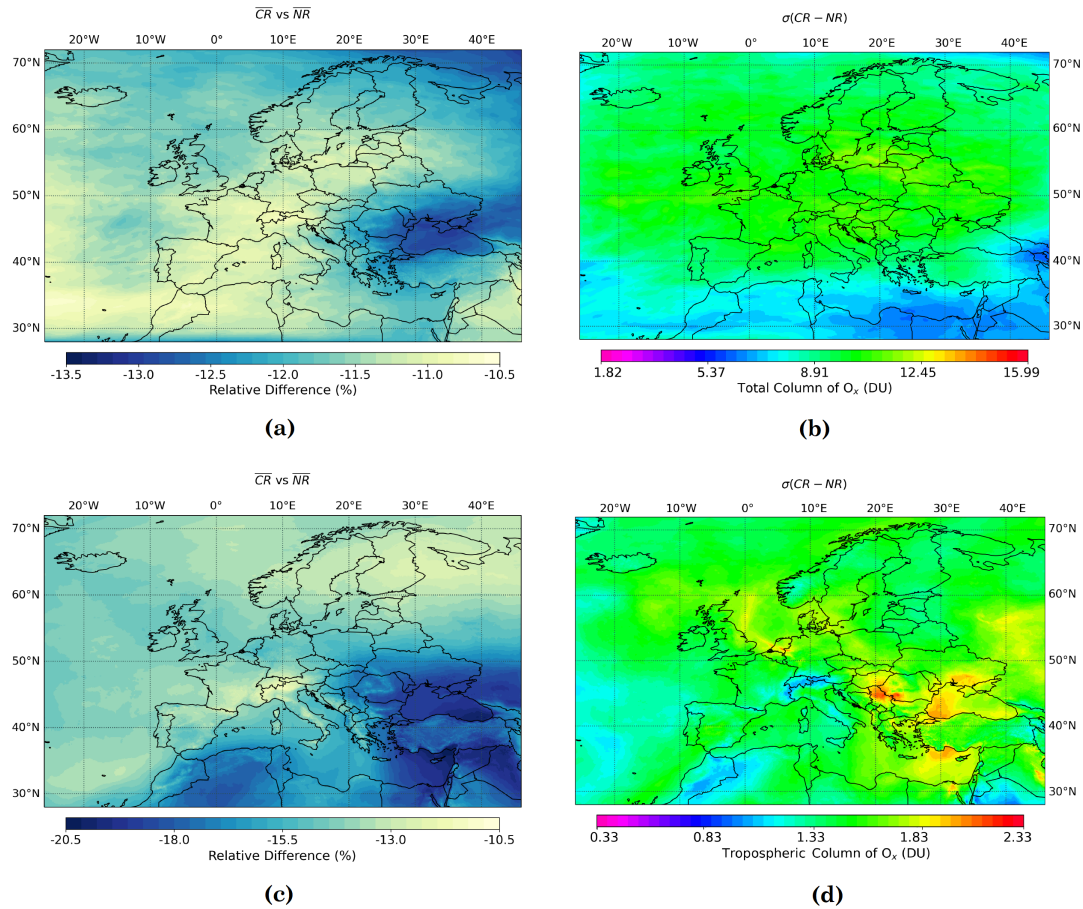 $\overline{CR}$ vs $\overline{NR}$
20°W 10°W 0° 10°E 20°E 30°E 40°E
70°N
60°N
50°N
40°N
30°N
-13.5 -13.0 -12.5 -12.0 -11.5 -11.0 -10.5
Relative Difference (%)
(a)
σ(CR − NR)
20°W 10°W 0° 10°E 20°E 30°E 40°E
70°N
60°N
50°N
40°N
30°N
1.82 5.37 8.91 12.45 15.99
Total Column of Oₓ (DU)
(b)
$\overline{CR}$ vs $\overline{NR}$
20°W 10°W 0° 10°E 20°E 30°E 40°E
70°N
60°N
50°N
40°N
30°N
-20.5 -18.0 -15.5 -13.0 -10.5
Relative Difference (%)
(c)
σ(CR − NR)
20°W 10°W 0° 10°E 20°E 30°E 40°E
70°N
60°N
50°N
40°N
30°N
0.33 0.83 1.33 1.83 2.33
Tropospheric Column of Oₓ (DU)
(d)